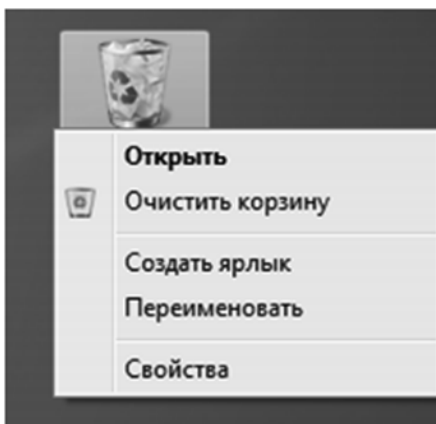 Открыть
Очистить корзину
Создать ярлык
Переименовать
Свойства